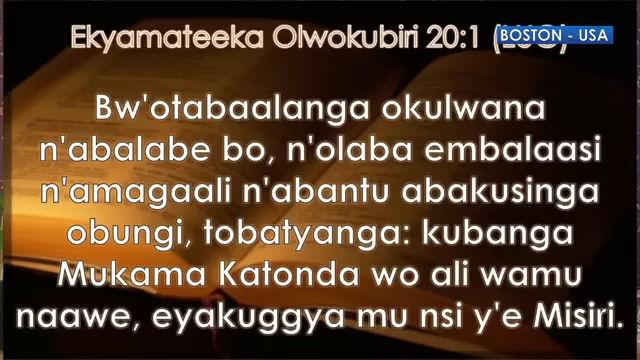 Ekyamateeka Olwokubiri 20:1 (LUG)
BOSTON - USA
Bw'otabaalanga okulwana
n'abalabe bo, n'olaba embalaasi
n'amagaali n'abantu abakusinga
obungi, tobatyanga: kubanga
Mukama Katonda wo ali wamu
naawe, eyakuggya mu nsi y'e Misiri.